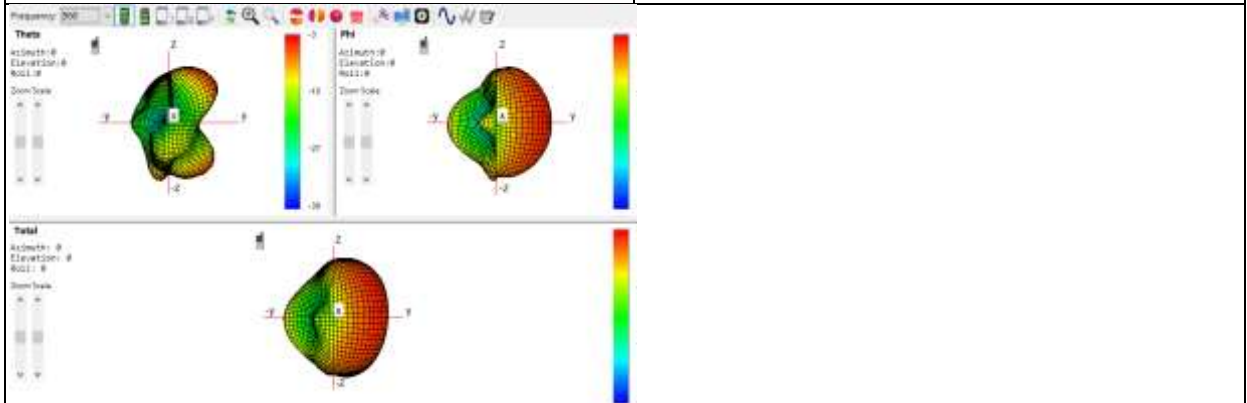 Frequency: 900
Theta
Azimuth:0
Elevation:0
Roll:0
Zoom Scale
Z
-Y
X
Y
-Z
-27
Phi
Azimuth:0
Elevation:0
Roll:0
Zoom Scale
Z
-Y
X
Y
-Z
Total
Azimuth: 0
Elevation: 0
Roll: 0
Zoom Scale
Z
-Y
X
Y
-Z